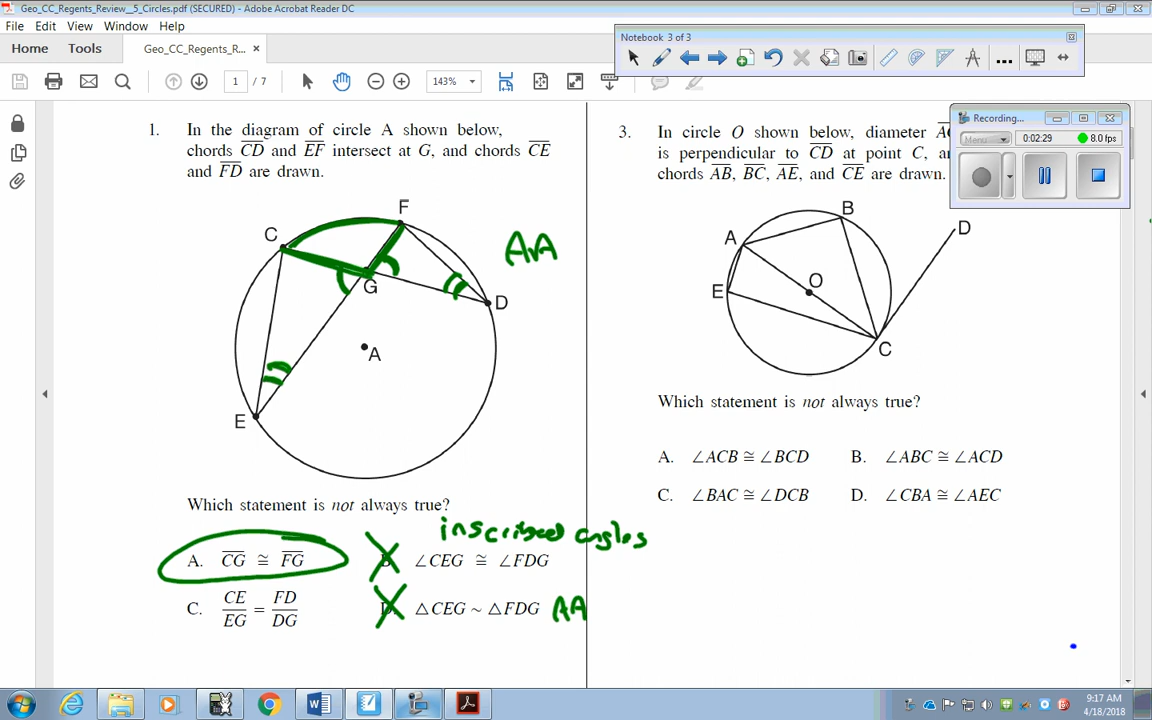 Geo_CC_Regents_Review__5_Circles.pdf (SECURED) - Adobe Acrobat Reader DC
File Edit View Window Help
Notebook 3 of 3
Home Tools Geo_CC_Regents_R... ×
1 / 7
143%
Recording...
Menu
0:02:29
8.0 fps
1. In the diagram of circle A shown below,
chords CD and EF intersect at G, and chords CE
and FD are drawn.
F
C
AA
G
D
A
E
Which statement is not always true?
inscribed angles
A. CG ≅ FG
B. ∠CEG ≅ ∠FDG
C. CE/EG = FD/DG
D. △CEG ~ △FDG AA
3. In circle O shown below, diameter
is perpendicular to CD at point C,
chords AB, BC, AE, and CE are drawn.
B
D
A
O
E
C
Which statement is not always true?
A. ∠ACB ≅ ∠BCD B. ∠ABC ≅ ∠ACD
C. ∠BAC ≅ ∠DCB D. ∠CBA ≅ ∠AEC
9:17 AM
4/18/2018